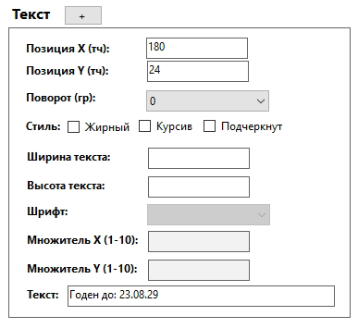 Текст +
Позиция X (тч): 180
Позиция Y (тч): 24
Поворот (гр): 0
Стиль: Жирный Курсив Подчеркнут
Ширина текста:
Высота текста:
Шрифт:
Множитель X (1-10):
Множитель Y (1-10):
Текст: Годен до: 23.08.29